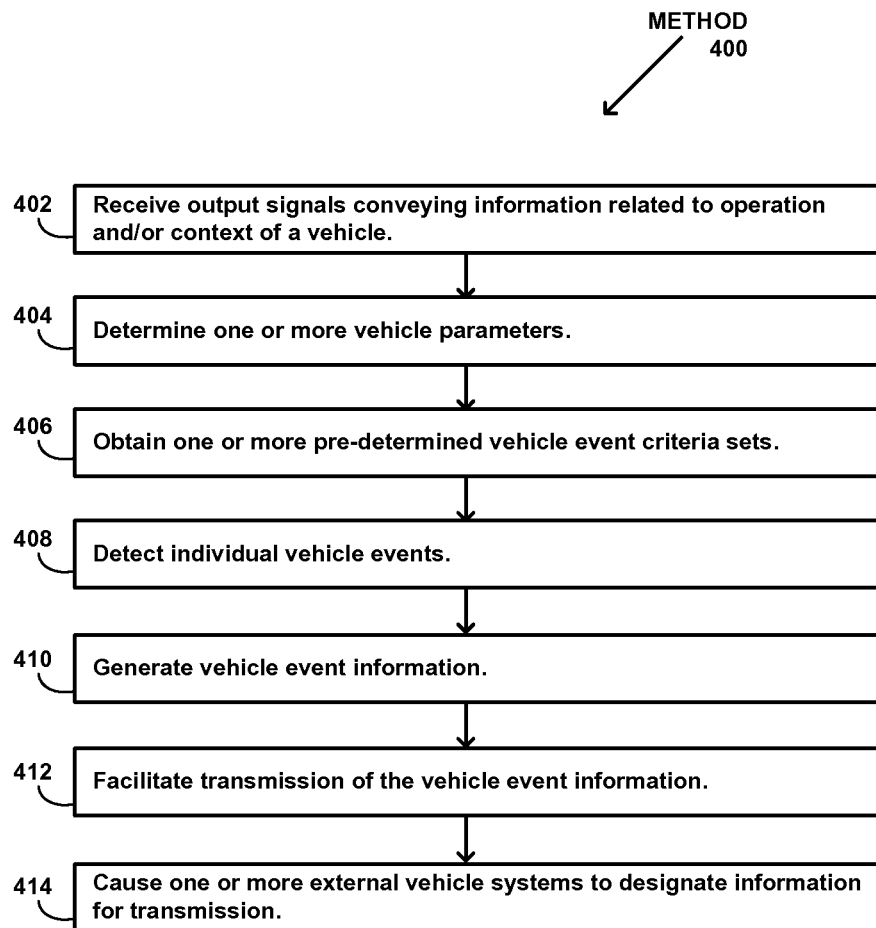 METHOD
400
402
Receive output signals conveying information related to operation
and/or context of a vehicle.
404
Determine one or more vehicle parameters.
406
Obtain one or more pre-determined vehicle event criteria sets.
408
Detect individual vehicle events.
410
Generate vehicle event information.
412
Facilitate transmission of the vehicle event information.
414
Cause one or more external vehicle systems to designate information
for transmission.